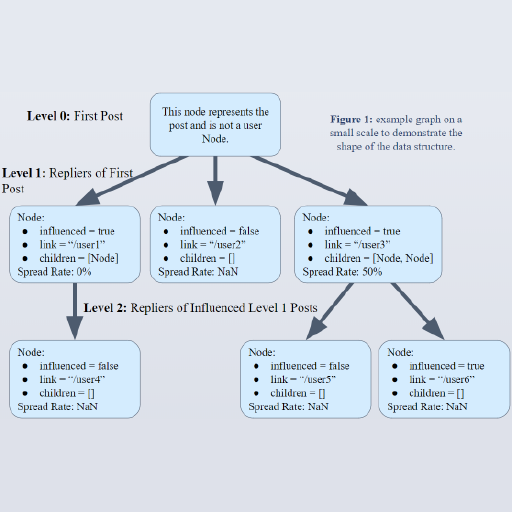 This node represents the
post and is not a user
Node.
Level 0: First Post
Figure 1: example graph on a
small scale to demonstrate the
shape of the data structure.
Level 1: Repliers of First
Post
Node:
● influenced = true
● link = “/user1”
● children = [Node]
Spread Rate: 0%
Node:
● influenced = false
● link = “/user2”
● children = []
Spread Rate: NaN
Node:
● influenced = true
● link = “/user3”
● children = [Node, Node]
Spread Rate: 50%
Level 2: Repliers of Influenced Level 1 Posts
Node:
● influenced = false
● link = “/user4”
● children = []
Spread Rate: NaN
Node:
● influenced = false
● link = “/user5”
● children = []
Spread Rate: NaN
Node:
● influenced = true
● link = “/user6”
● children = []
Spread Rate: NaN